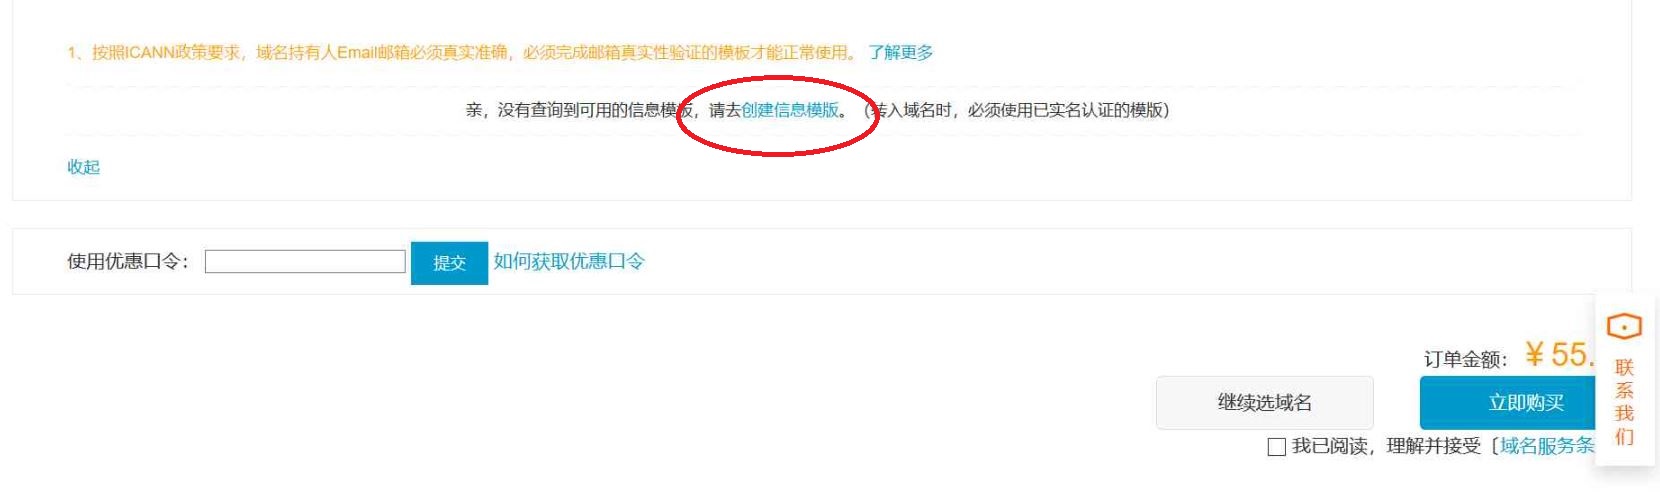 1、按照ICANN政策要求，域名持有人Email邮箱必须真实准确，必须完成邮箱真实性验证的模板才能正常使用。 了解更多
亲，没有查询到可用的信息模板，请去创建信息模版。（转入域名时，必须使用已实名认证的模版）
收起
使用优惠口令： 提交 如何获取优惠口令
订单金额： ¥55.
继续选域名 立即购买
我已阅读，理解并接受〔域名服务条
联系我们